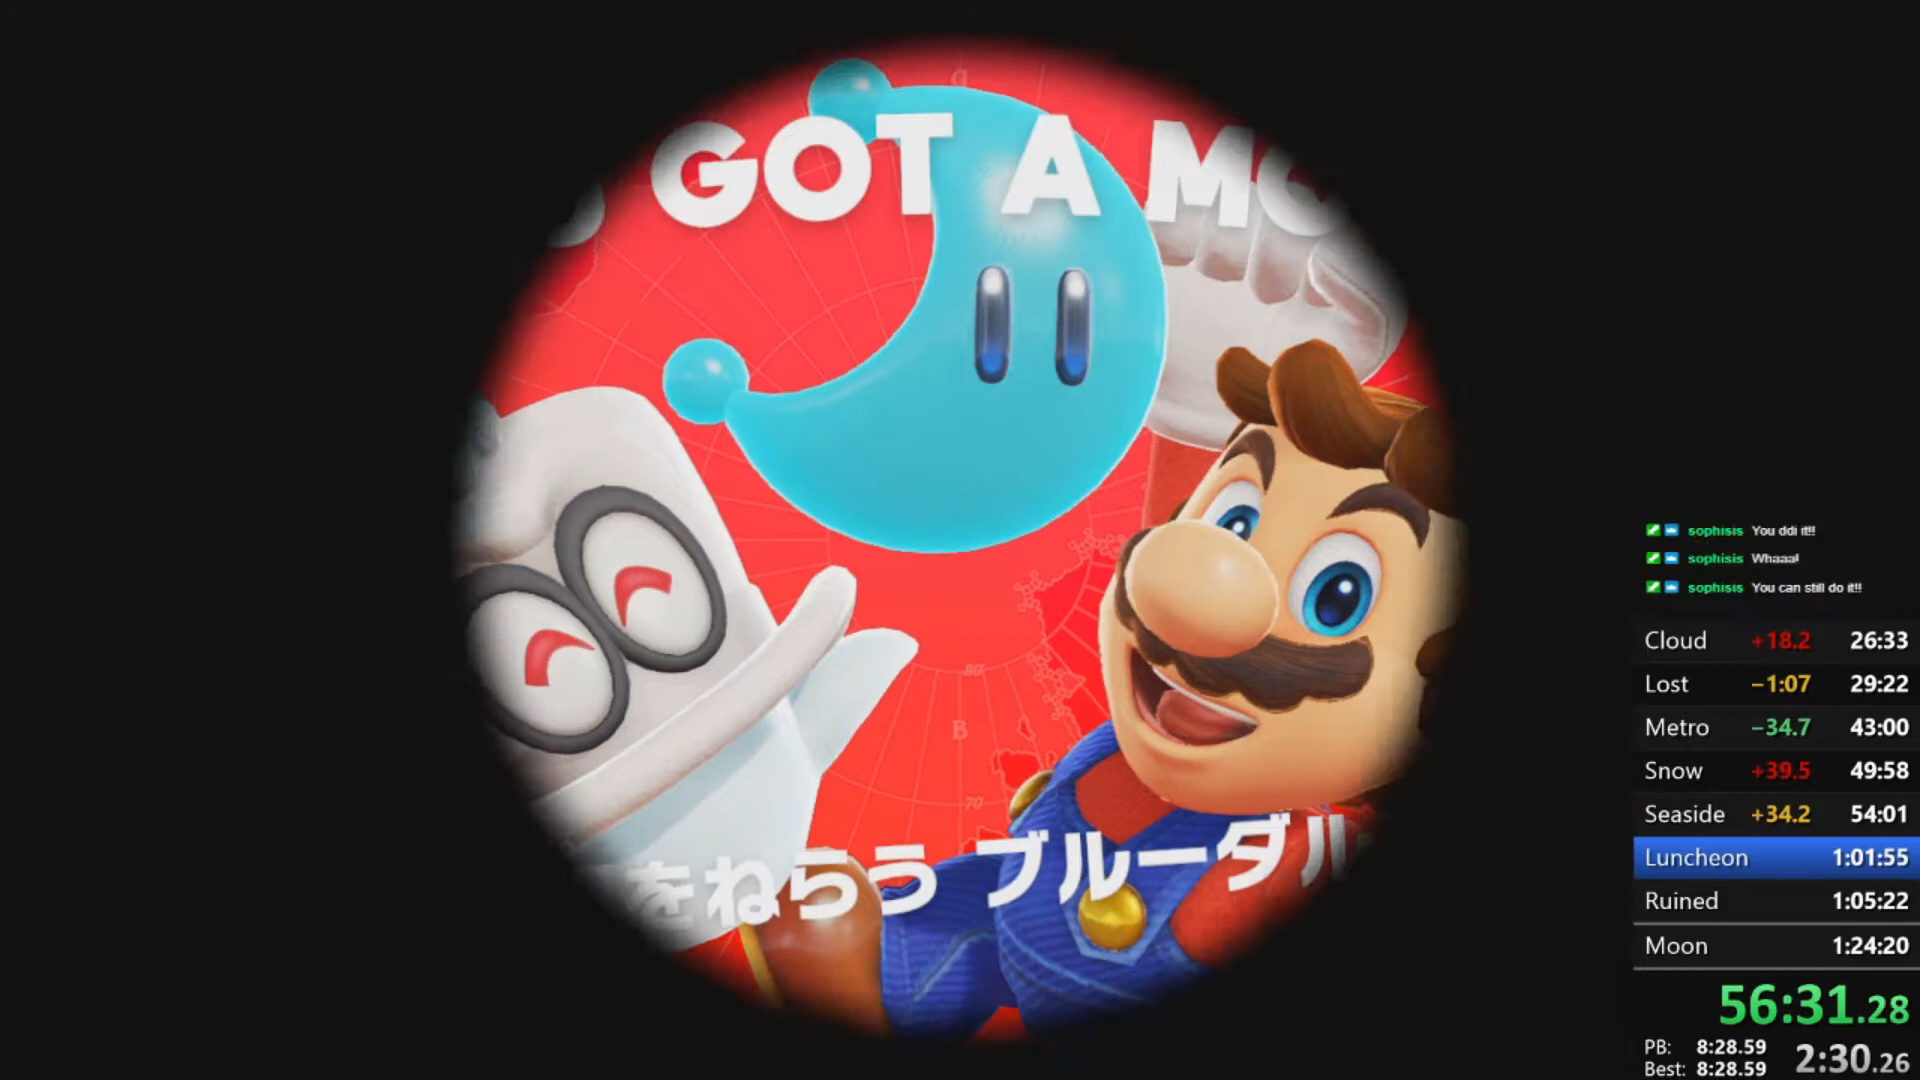 GOT A MO
をねらう ブルーダル
sophisis You ddi it!!
sophisis Whaaa!
sophisis You can still do it!!
Cloud +18.2 26:33
Lost −1:07 29:22
Metro −34.7 43:00
Snow +39.5 49:58
Seaside +34.2 54:01
Luncheon 1:01:55
Ruined 1:05:22
Moon 1:24:20
56:31.28
PB: 8:28.59
Best: 8:28.59
2:30.26